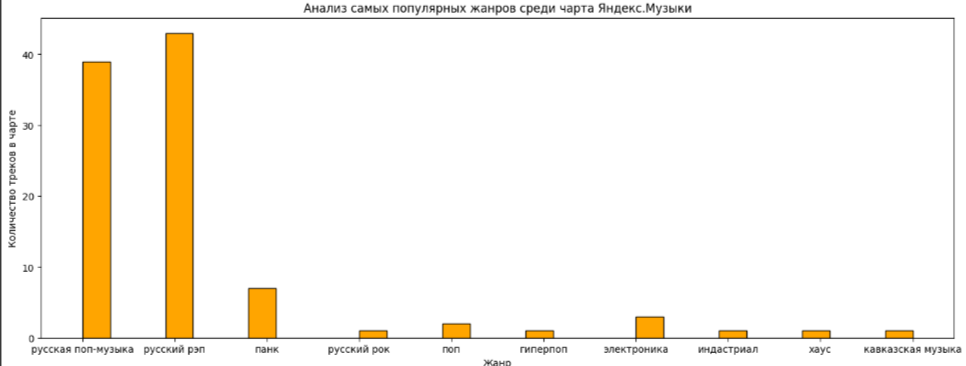 Анализ самых популярных жанров среди чарта Яндекс.Музыки
Количество треков в чарте
40
30
20
10
0
русская поп-музыка русский рэп панк русский рок поп гиперпоп электроника индастриал хаус кавказская музыка
Жанр